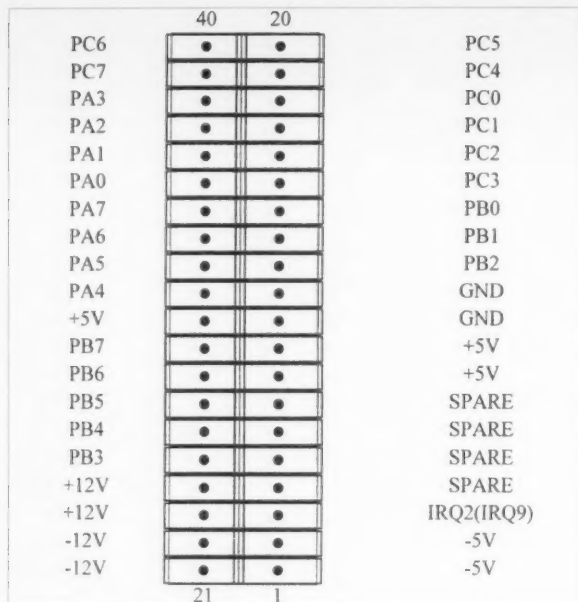 40 20
PC6 PC5
PC7 PC4
PA3 PC0
PA2 PC1
PA1 PC2
PA0 PC3
PA7 PB0
PA6 PB1
PA5 PB2
PA4 GND
+5V GND
PB7 +5V
PB6 +5V
PB5 SPARE
PB4 SPARE
PB3 SPARE
+12V SPARE
+12V IRQ2(IRQ9)
-12V -5V
-12V -5V
21 1